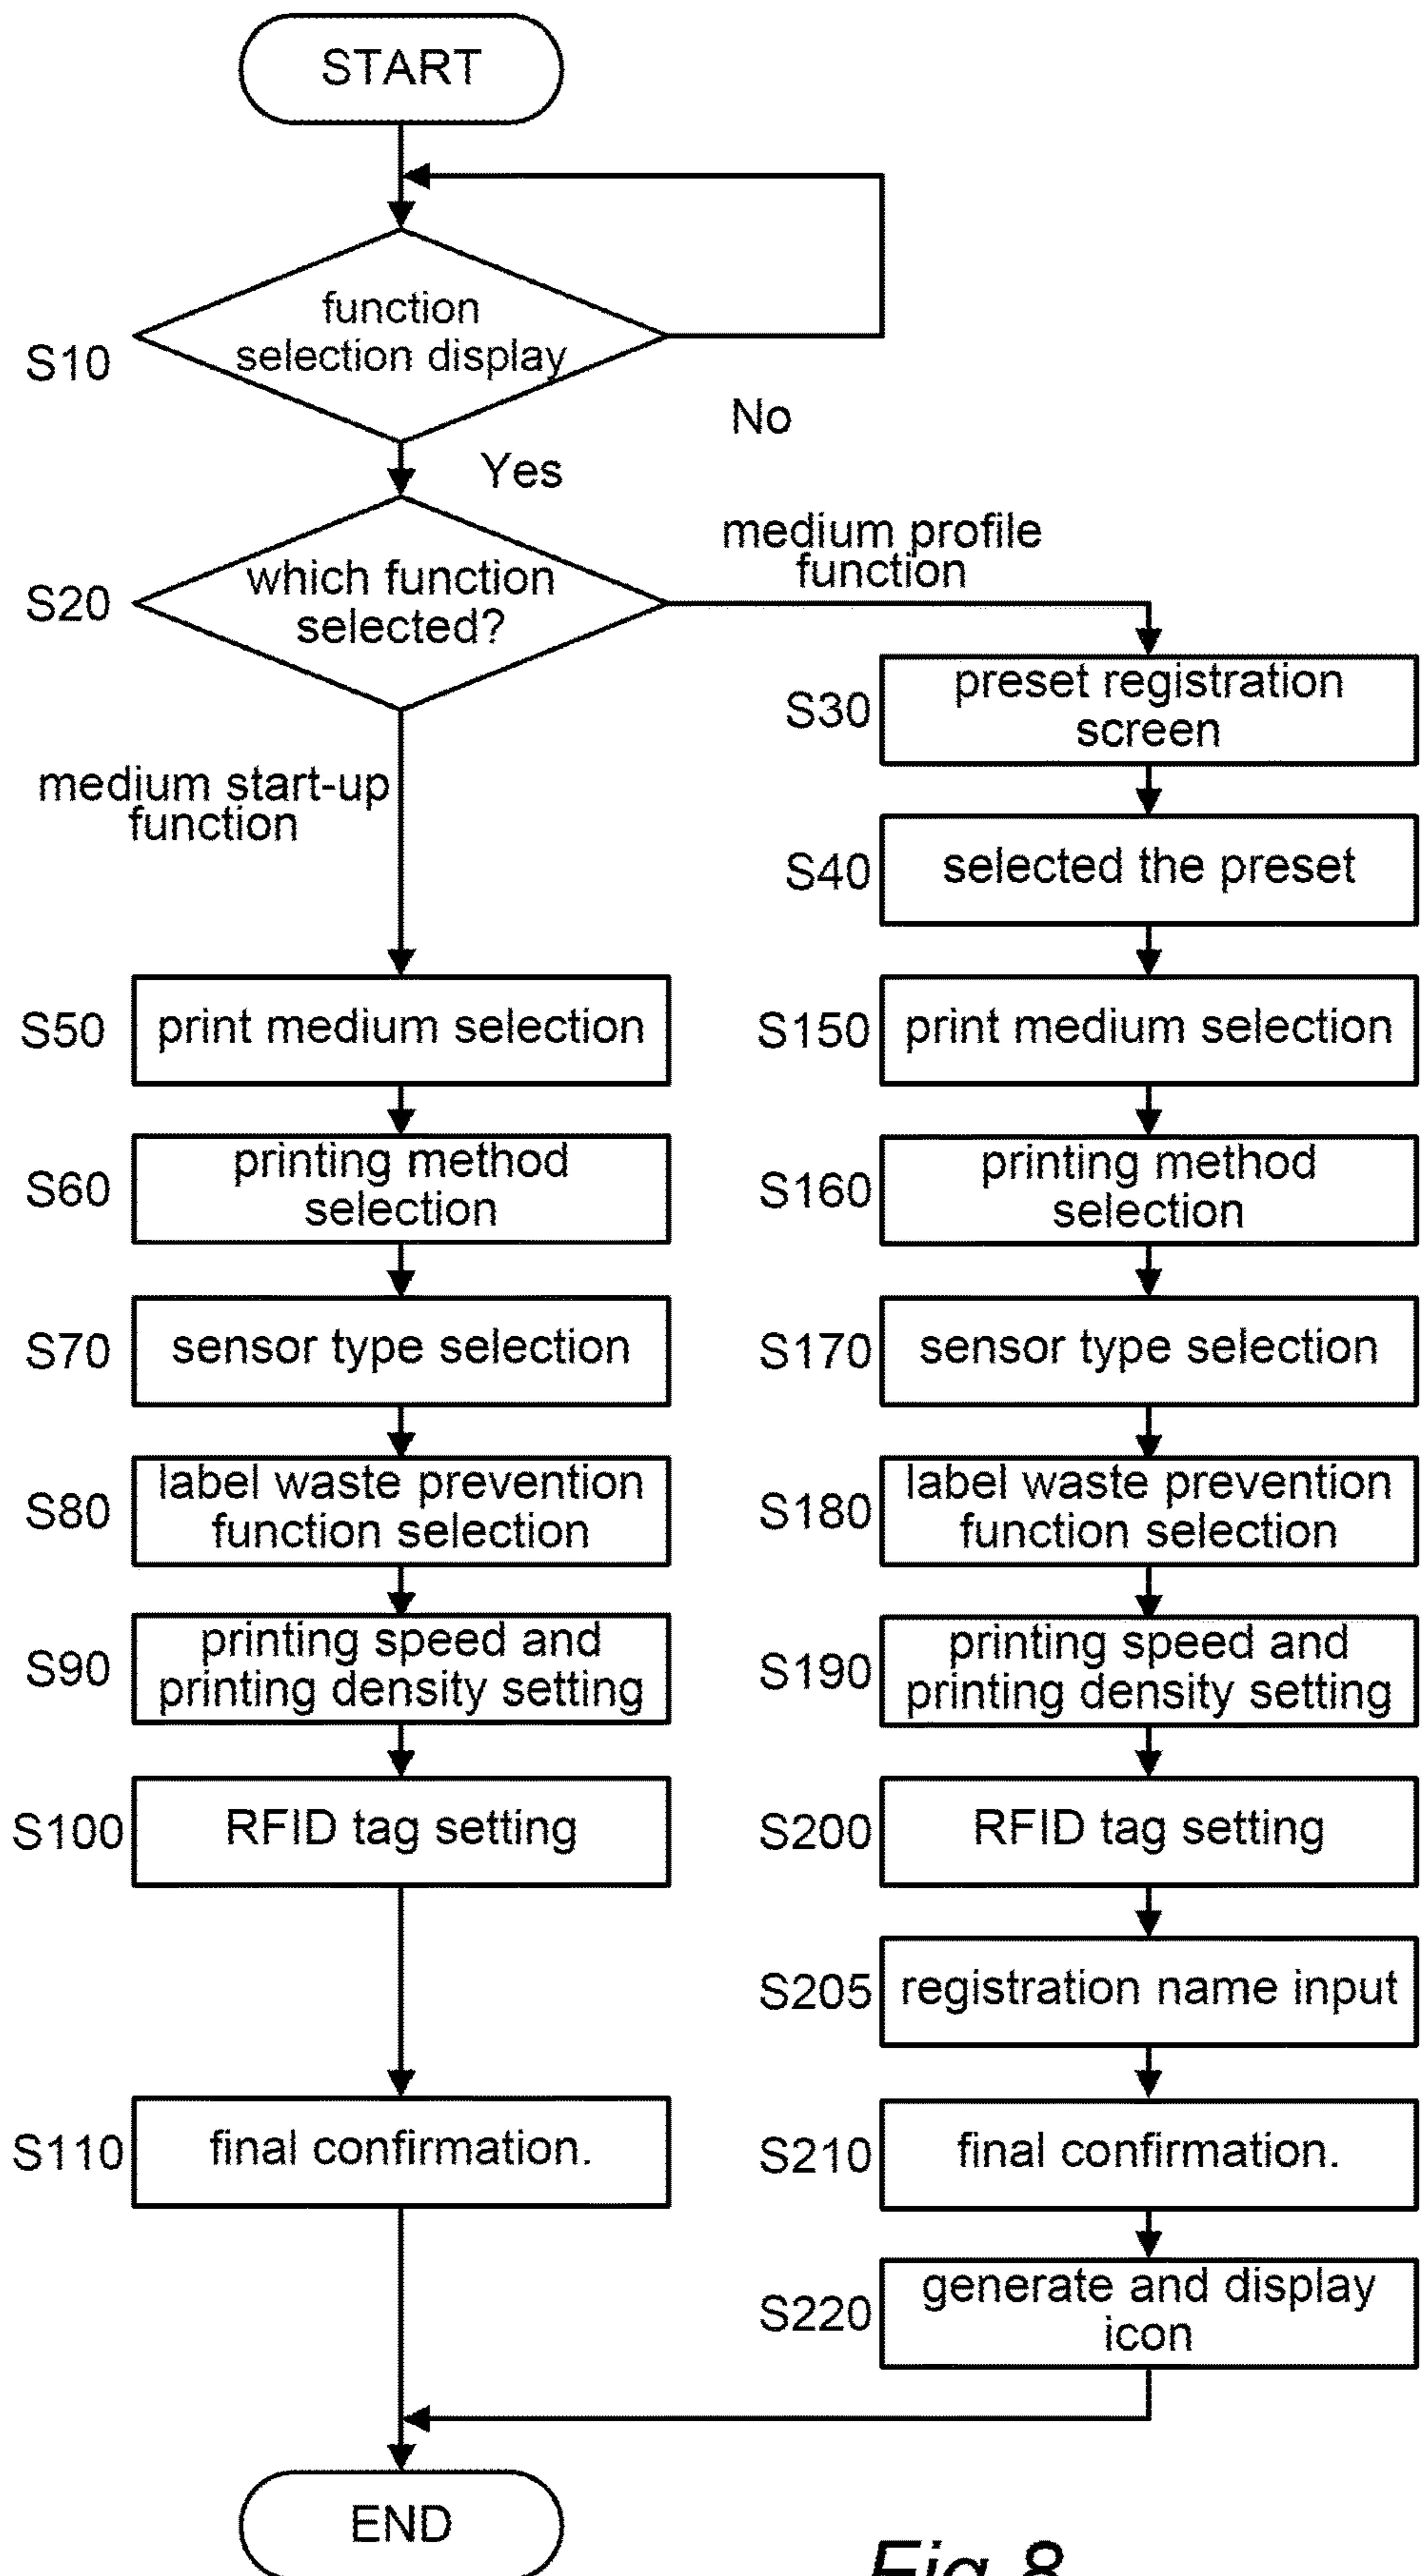 START
function
selection display
S10
No
Yes
medium profile
function
which function
selected?
S20
preset registration
screen
S30
medium start-up
function
selected the preset
S40
S50
print medium selection
S150
print medium selection
S60
printing method
selection
S160
printing method
selection
S70
sensor type selection
S170
sensor type selection
S80
label waste prevention
function selection
S180
label waste prevention
function selection
S90
printing speed and
printing density setting
S190
printing speed and
printing density setting
S100
RFID tag setting
S200
RFID tag setting
S205
registration name input
S110
final confirmation.
S210
final confirmation.
S220
generate and display
icon
END
Fig.8